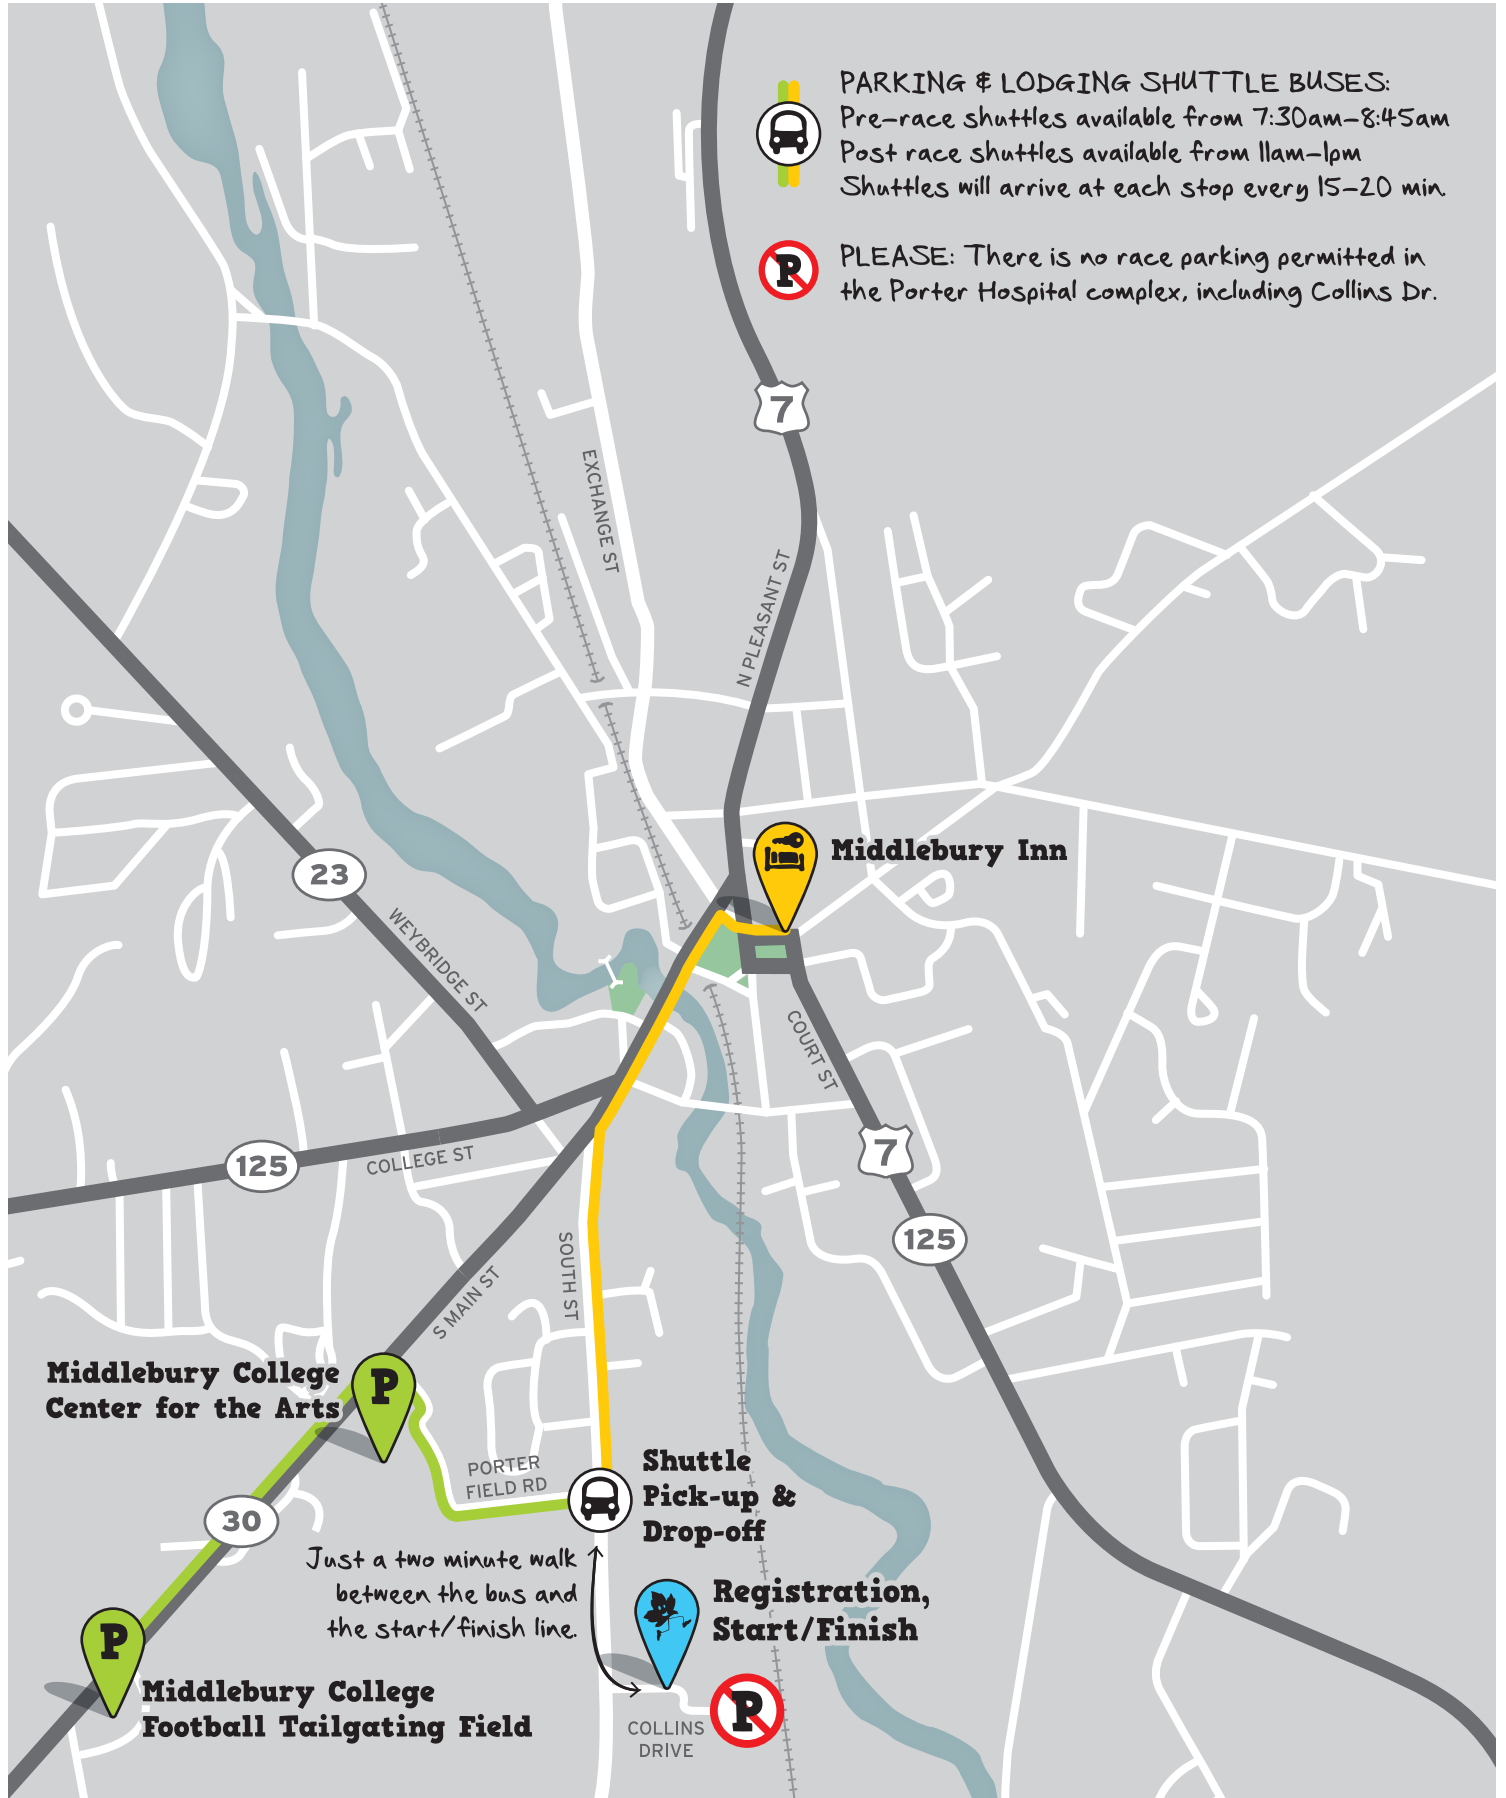 PARKING & LODGING SHUTTLE BUSES:
Pre-race shuttles available from 7:30am-8:45am
Post race shuttles available from 11am-1pm
Shuttles will arrive at each stop every 15-20 min.
P
PLEASE: There is no race parking permitted in
the Porter Hospital complex, including Collins Dr.
7
EXCHANGE ST
N PLEASANT ST
Middlebury Inn
23
WEYBRIDGE ST
COURT ST
7
125
COLLEGE ST
125
SOUTH ST
S MAIN ST
Middlebury College
Center for the Arts
P
PORTER
FIELD RD
Shuttle
Pick-up &
Drop-off
30
Just a two minute walk
between the bus and
the start/finish line.
Registration,
Start/Finish
P
Middlebury College
Football Tailgating Field
P
COLLINS
DRIVE